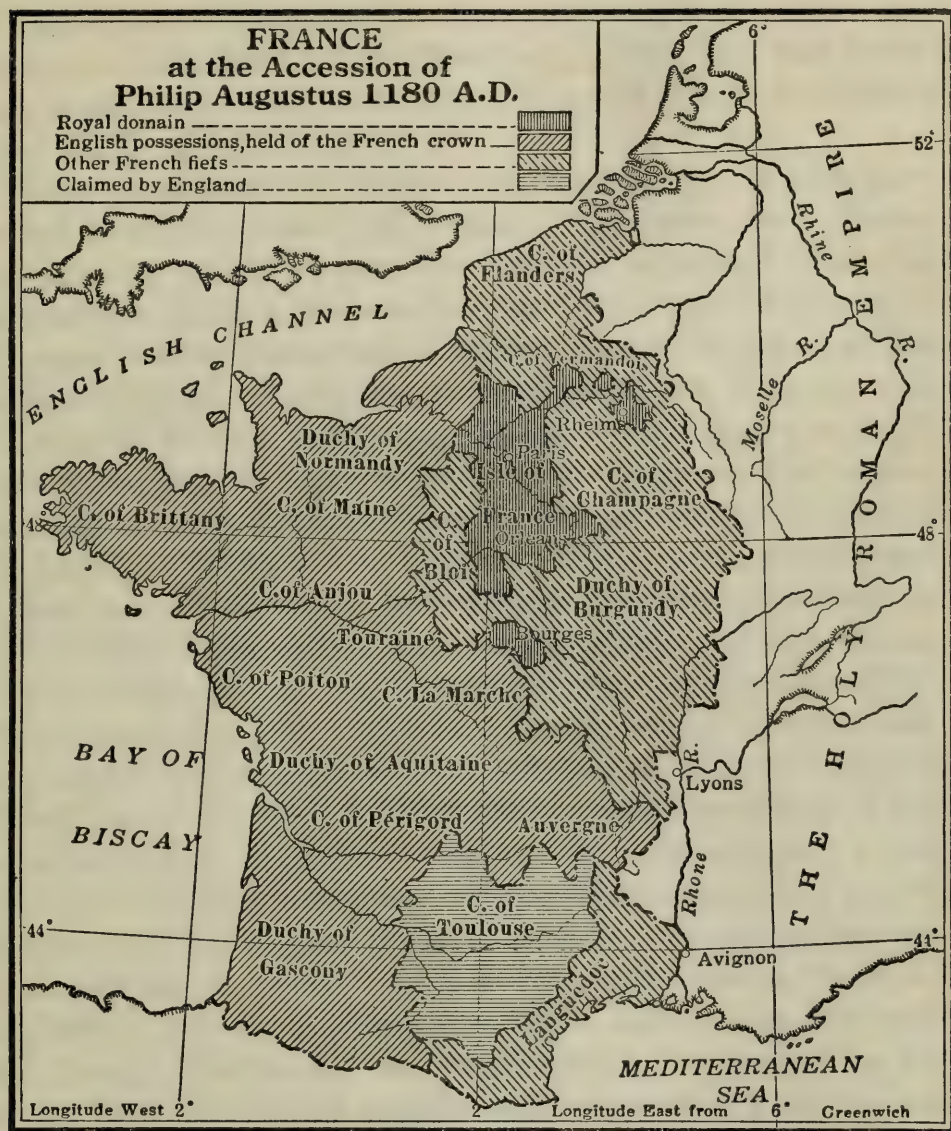 FRANCE
at the Accession of
Philip Augustus 1180 A.D.
Royal domain
English possessions, held of the French crown
Other French fiefs
Claimed by England
6°
52°
ENGLISH CHANNEL
C. of
Flanders
C. of Vermandois
Rheims
Rhine
R.
Moselle R.
THE HOLY ROMAN EMPIRE
Duchy of
Normandy
Paris
Isle of
France
Orleans
C. of
Champagne
C. of Brittany
C. of Maine
48°
48°
C.
of
Blois
C. of Anjou
Duchy of
Burgundy
Touraine
Bourges
C. of Poiton
C. La Marche
BAY OF
BISCAY
Duchy of Aquitaine
R.
Lyons
C. of Périgord
Auvergne
Rhone
44°
C. of
Toulouse
Duchy of
Gascony
41°
Avignon
Languedoc
MEDITERRANEAN
SEA
Longitude West 2°
2°
Longitude East from 6° Greenwich